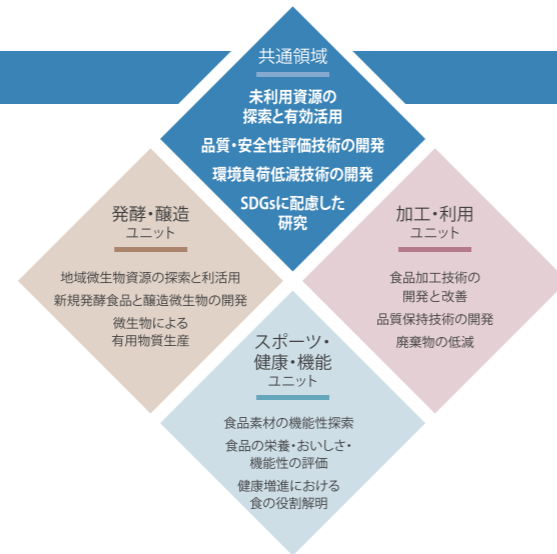 共通領域
未利用資源の
探索と有効活用
品質・安全性評価技術の開発
環境負荷低減技術の開発
SDGsに配慮した
研究
発酵・醸造
ユニット
地域微生物資源の探索と利活用
新規発酵食品と醸造微生物の開発
微生物による
有用物質生産
加工・利用
ユニット
食品加工技術の
開発と改善
品質保持技術の開発
廃棄物の低減
スポーツ・
健康・機能
ユニット
食品素材の機能性探索
食品の栄養・おいしさ・
機能性の評価
健康増進における
食の役割解明